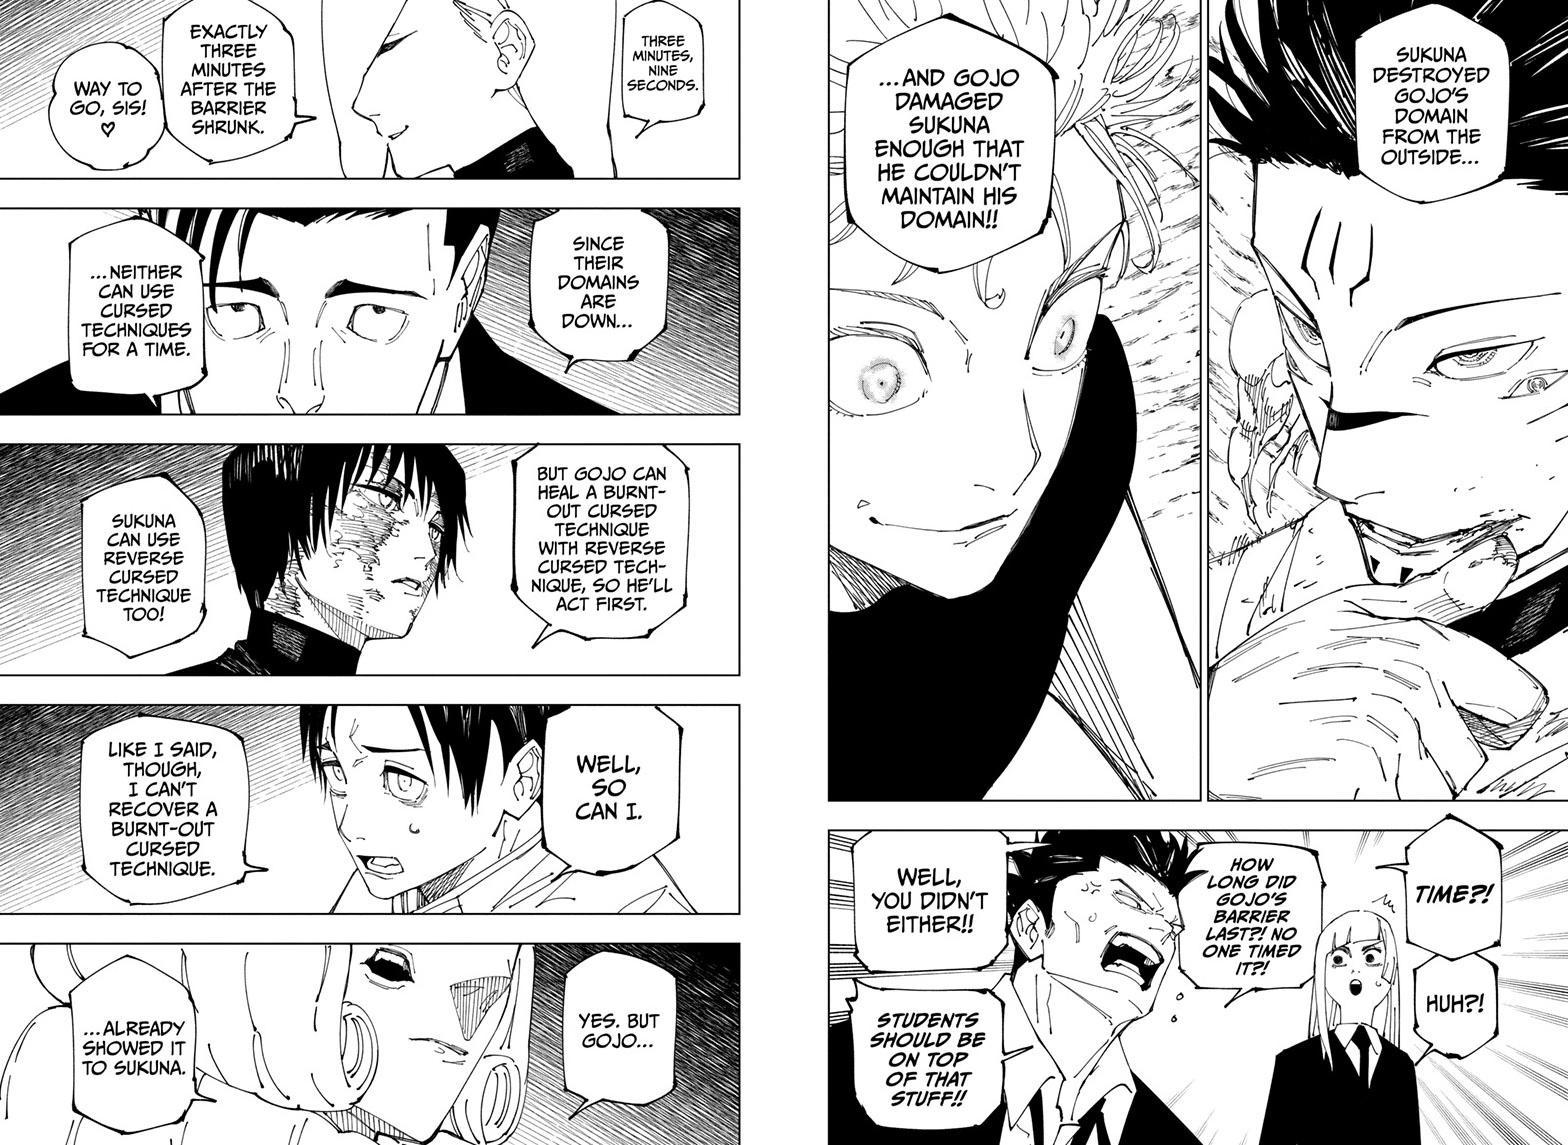 SUKUNA
DESTROYED
GOJO'S
DOMAIN
FROM THE
OUTSIDE...
...AND GOJO
DAMAGED
SUKUNA
ENOUGH THAT
HE COULDN'T
MAINTAIN HIS
DOMAIN!!
TIME?!
HUH?!
HOW
LONG DID
GOJO'S
BARRIER
LAST?! NO
ONE TIMED
IT?!
WELL,
YOU DIDN'T
EITHER!!
STUDENTS
SHOULD BE
ON TOP
OF THAT
STUFF!!
THREE
MINUTES,
NINE
SECONDS.
EXACTLY
THREE
MINUTES
AFTER THE
BARRIER
SHRUNK.
WAY TO
GO, SIS!
♡
SINCE
THEIR
DOMAINS
ARE
DOWN...
...NEITHER
CAN USE
CURSED
TECHNIQUES
FOR A TIME.
BUT GOJO CAN
HEAL A BURNT-
OUT CURSED
TECHNIQUE
WITH REVERSE
CURSED TECH-
NIQUE, SO HE'LL
ACT FIRST.
SUKUNA
CAN USE
REVERSE
CURSED
TECHNIQUE
TOO!
WELL,
SO
CAN I.
LIKE I SAID,
THOUGH,
I CAN'T
RECOVER A
BURNT-OUT
CURSED
TECHNIQUE.
YES. BUT
GOJO...
...ALREADY
SHOWED IT
TO SUKUNA.